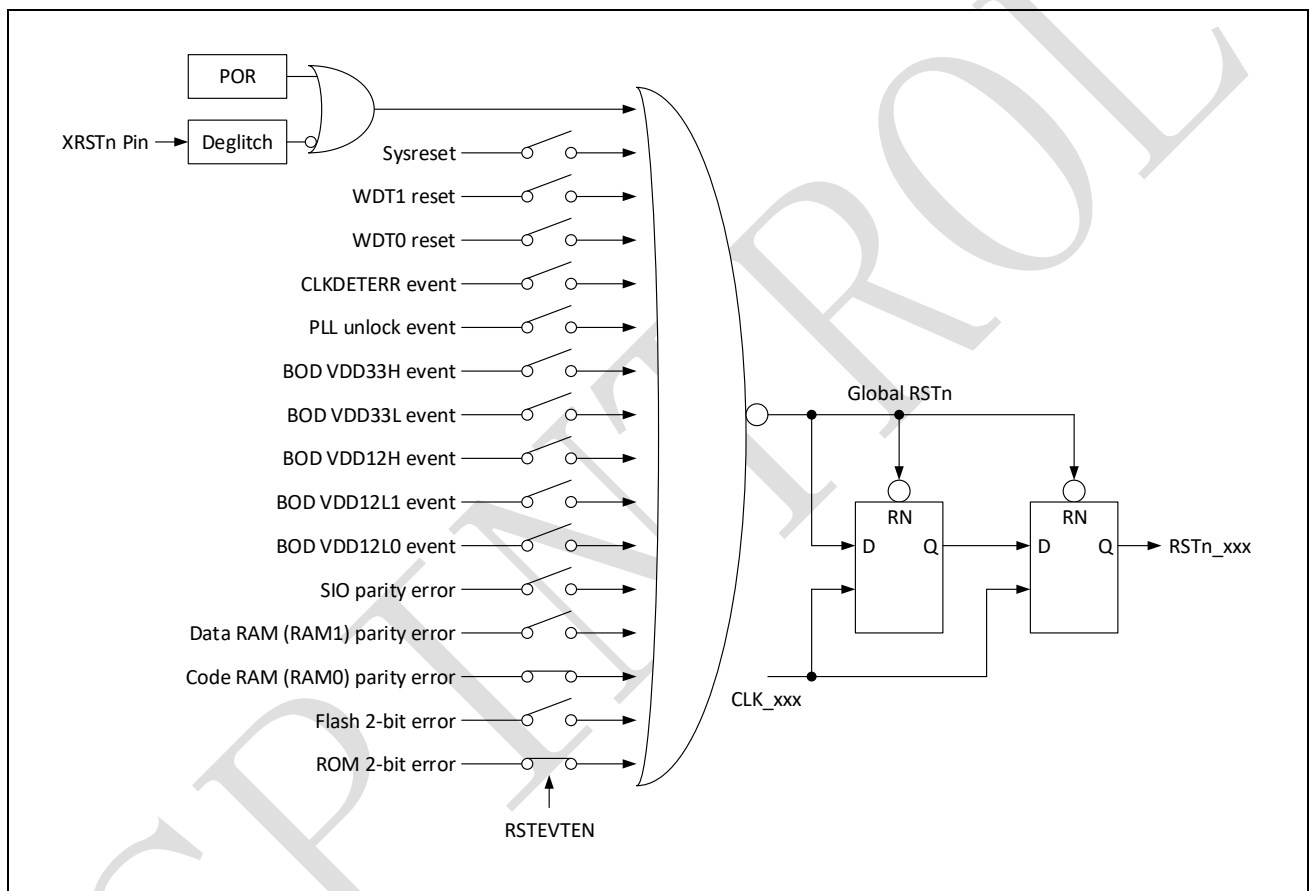 POR
XRSTn Pin
Deglitch
Sysreset
WDT1 reset
WDT0 reset
CLKDETERR event
PLL unlock event
BOD VDD33H event
BOD VDD33L event
BOD VDD12H event
BOD VDD12L1 event
BOD VDD12L0 event
SIO parity error
Data RAM (RAM1) parity error
Code RAM (RAM0) parity error
Flash 2-bit error
ROM 2-bit error
RSTEVTEN
Global RSTn
RN
RN
D Q
D Q
RSTn_xxx
CLK_xxx
SPINTROL